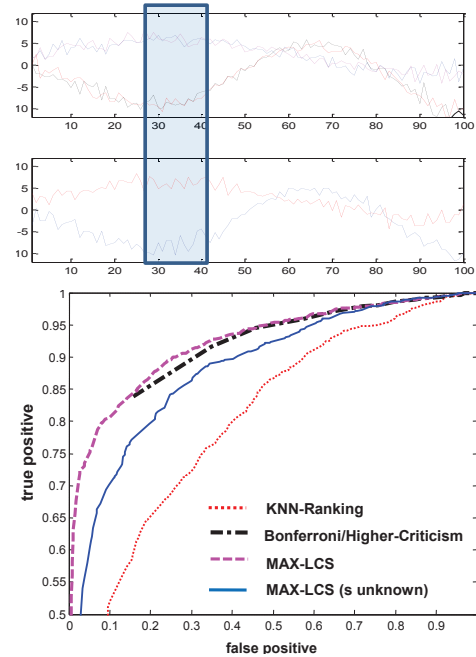 10
5
0
-5
10
10 20 30 40 50 60 70 80 90 100
10
5
0
-5
10
10 20 30 40 50 60 70 80 90 100
1
0.95
0.9
0.85
0.8
0.75
0.7
0.65
0.6
0.55
0.5
true positive
KNN-Ranking
Bonferroni/Higher-Criticism
MAX-LCS
MAX-LCS (s unknown)
0 0.1 0.2 0.3 0.4 0.5 0.6 0.7 0.8 0.9
false positive